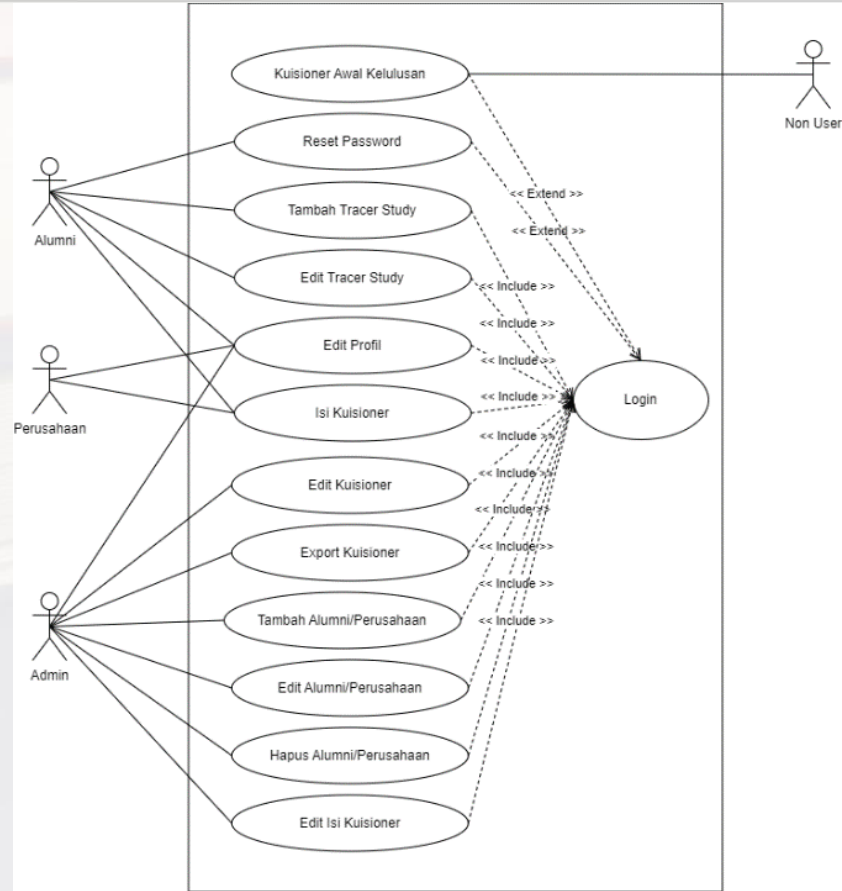 Kuisioner Awal Kelulusan
Non User
Reset Password
Alumni
<< Extend >>
Tambah Tracer Study
<< Extend >>
Edit Tracer Study
<< Include >>
<< Include >>
Edit Profil
<< Include >>
Perusahaan
Isi Kuisioner
<< Include >>
Login
<< Include >>
Edit Kuisioner
<< Include >>
<< Include >>
Export Kuisioner
<< Include >>
<< Include >>
Tambah Alumni/Perusahaan
<< Include >>
Admin
Edit Alumni/Perusahaan
Hapus Alumni/Perusahaan
Edit Isi Kuisioner